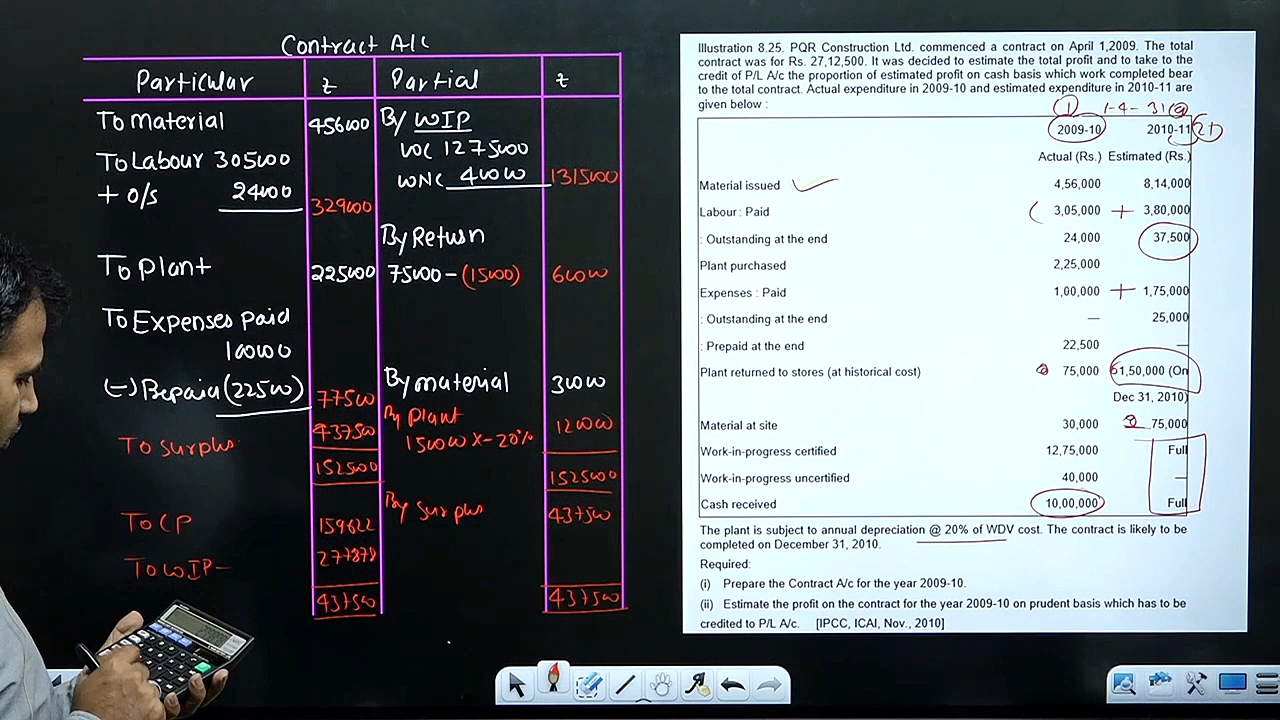 Contract A/c
Particular ₹ Partial ₹
To material 456000 By WIP
WC 1275000
WNC 40000 1315000
To Labour 305000
+ O/S 24000
329000
By Return
To plant 225000 75000 - (15000) 60000
To Expenses paid
100000
(-) Prepaid (22500) 77500
By material 30000
By plant
150000 x - 20% 120000
To Surplus 437500
1525000 1525000
By Surplus 437500
To CP 159622
To WIP - 277878
437500 437500
Illustration 8.25. PQR Construction Ltd. commenced a contract on April 1,2009. The total
contract was for Rs. 27,12,500. It was decided to estimate the total profit and to take to the
credit of P/L A/c the proportion of estimated profit on cash basis which work completed bear
to the total contract. Actual expenditure in 2009-10 and estimated expenditure in 2010-11 are
given below :
2009-10 2010-11
Actual (Rs.) Estimated (Rs.)
Material issued 4,56,000 8,14,000
Labour : Paid 3,05,000 + 3,80,000
: Outstanding at the end 24,000 37,500
Plant purchased 2,25,000
Expenses : Paid 1,00,000 + 1,75,000
: Outstanding at the end — 25,000
: Prepaid at the end 22,500 —
Plant returned to stores (at historical cost) 75,000 1,50,000 (On
Dec 31, 2010)
Material at site 30,000 75,000
Work-in-progress certified 12,75,000 Full
Work-in-progress uncertified 40,000 —
Cash received 10,00,000 Full
The plant is subject to annual depreciation @ 20% of WDV cost. The contract is likely to be
completed on December 31, 2010.
Required:
(i) Prepare the Contract A/c for the year 2009-10.
(ii) Estimate the profit on the contract for the year 2009-10 on prudent basis which has to be
credited to P/L A/c. [IPCC, ICAI, Nov., 2010]